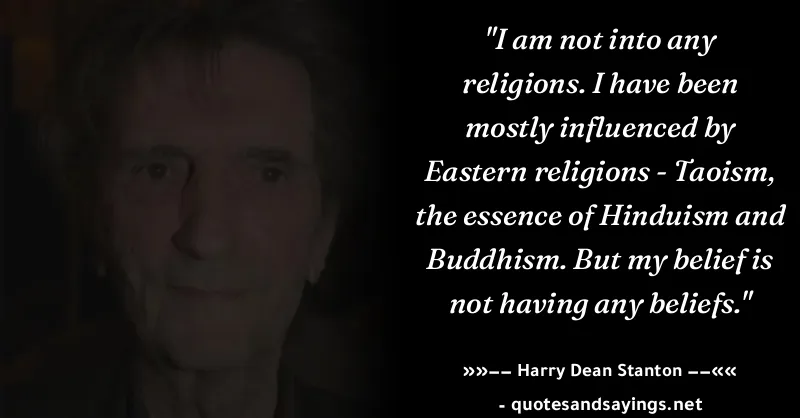 "I am not into any
religions. I have been
mostly influenced by
Eastern religions - Taoism,
the essence of Hinduism and
Buddhism. But my belief is
not having any beliefs."
»»−− Harry Dean Stanton −−««
- quotesandsayings.net